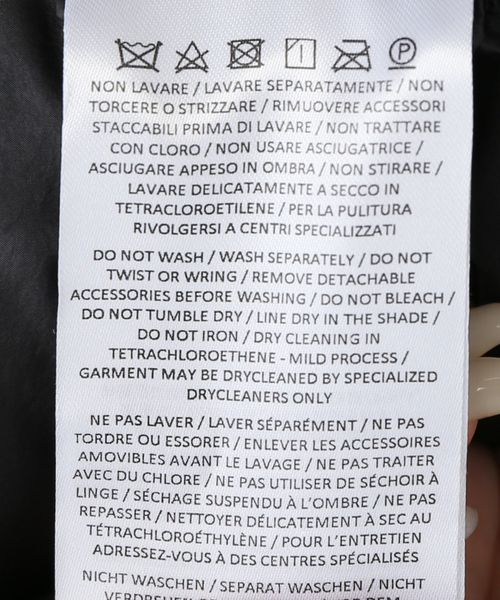 P
NON LAVARE / LAVARE SEPARATAMENTE / NON
TORCERE O STRIZZARE / RIMUOVERE ACCESSORI
STACCABILI PRIMA DI LAVARE / NON TRATTARE
CON CLORO / NON USARE ASCIUGATRICE /
ASCIUGARE APPESO IN OMBRA / NON STIRARE /
LAVARE DELICATAMENTE A SECCO IN
TETRACLOROETILENE / PER LA PULITURA
RIVOLGERSI A CENTRI SPECIALIZZATI
DO NOT WASH / WASH SEPARATELY / DO NOT
TWIST OR WRING / REMOVE DETACHABLE
ACCESSORIES BEFORE WASHING / DO NOT BLEACH /
DO NOT TUMBLE DRY / LINE DRY IN THE SHADE /
DO NOT IRON / DRY CLEANING IN
TETRACHLOROETHENE - MILD PROCESS /
GARMENT MAY BE DRYCLEANED BY SPECIALIZED
DRYCLEANERS ONLY
NE PAS LAVER / LAVER SÉPARÉMENT / NE PAS
TORDRE OU ESSORER / ENLEVER LES ACCESSOIRES
AMOVIBLES AVANT LE LAVAGE / NE PAS TRAITER
AVEC DU CHLORE / NE PAS UTILISER DE SÉCHOIR À
LINGE / SÉCHAGE SUSPENDU À L'OMBRE / NE PAS
REPASSER / NETTOYER DÉLICATEMENT À SEC AU
TÉTRACHLOROÉTHYLÈNE / POUR L'ENTRETIEN
ADRESSEZ-VOUS À DES CENTRES SPÉCIALISÉS
NICHT WASCHEN / SEPARAT WASCHEN / NICHT